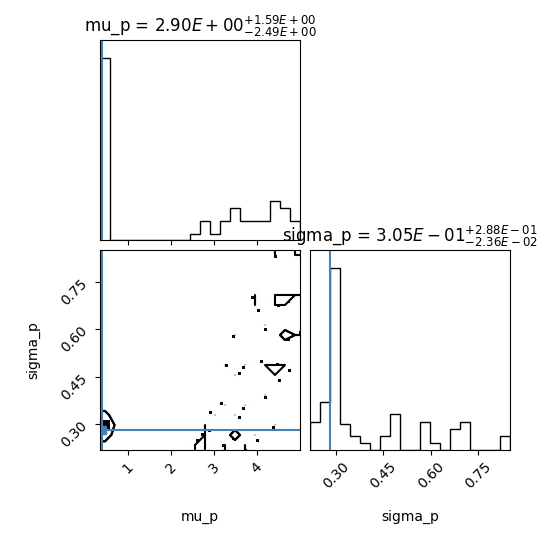 mu_p = 2.90E + 00+1.59E + 00 −2.49E + 00
sigma_p = 3.05E − 01+2.88E − 01 −2.36E − 02
sigma_p
0.75
0.60
0.45
0.30
1 2 3 4
0.30 0.45 0.60 0.75
mu_p
sigma_p